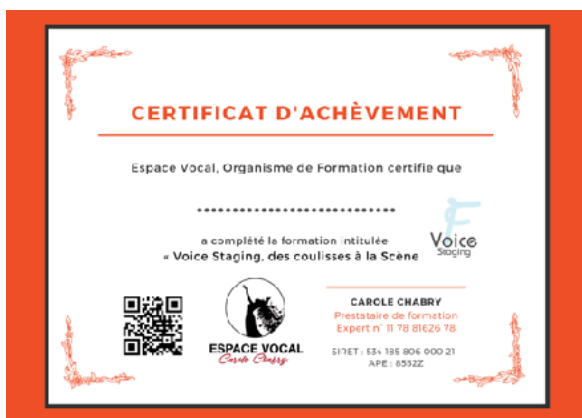 CERTIFICAT D'ACHÈVEMENT
Espace Vocal, Organisme de Formation certifie que
a complété la formation intitulée
« Voice Staging, des coulisses à la Scène
Voice
Staging
ESPACE VOCAL
Carole Chabry
CAROLE CHABRY
Prestataire de formation
Expert n° 11 78 81626 78
SIRET : 534 185 806 000 21
APE : 8552Z